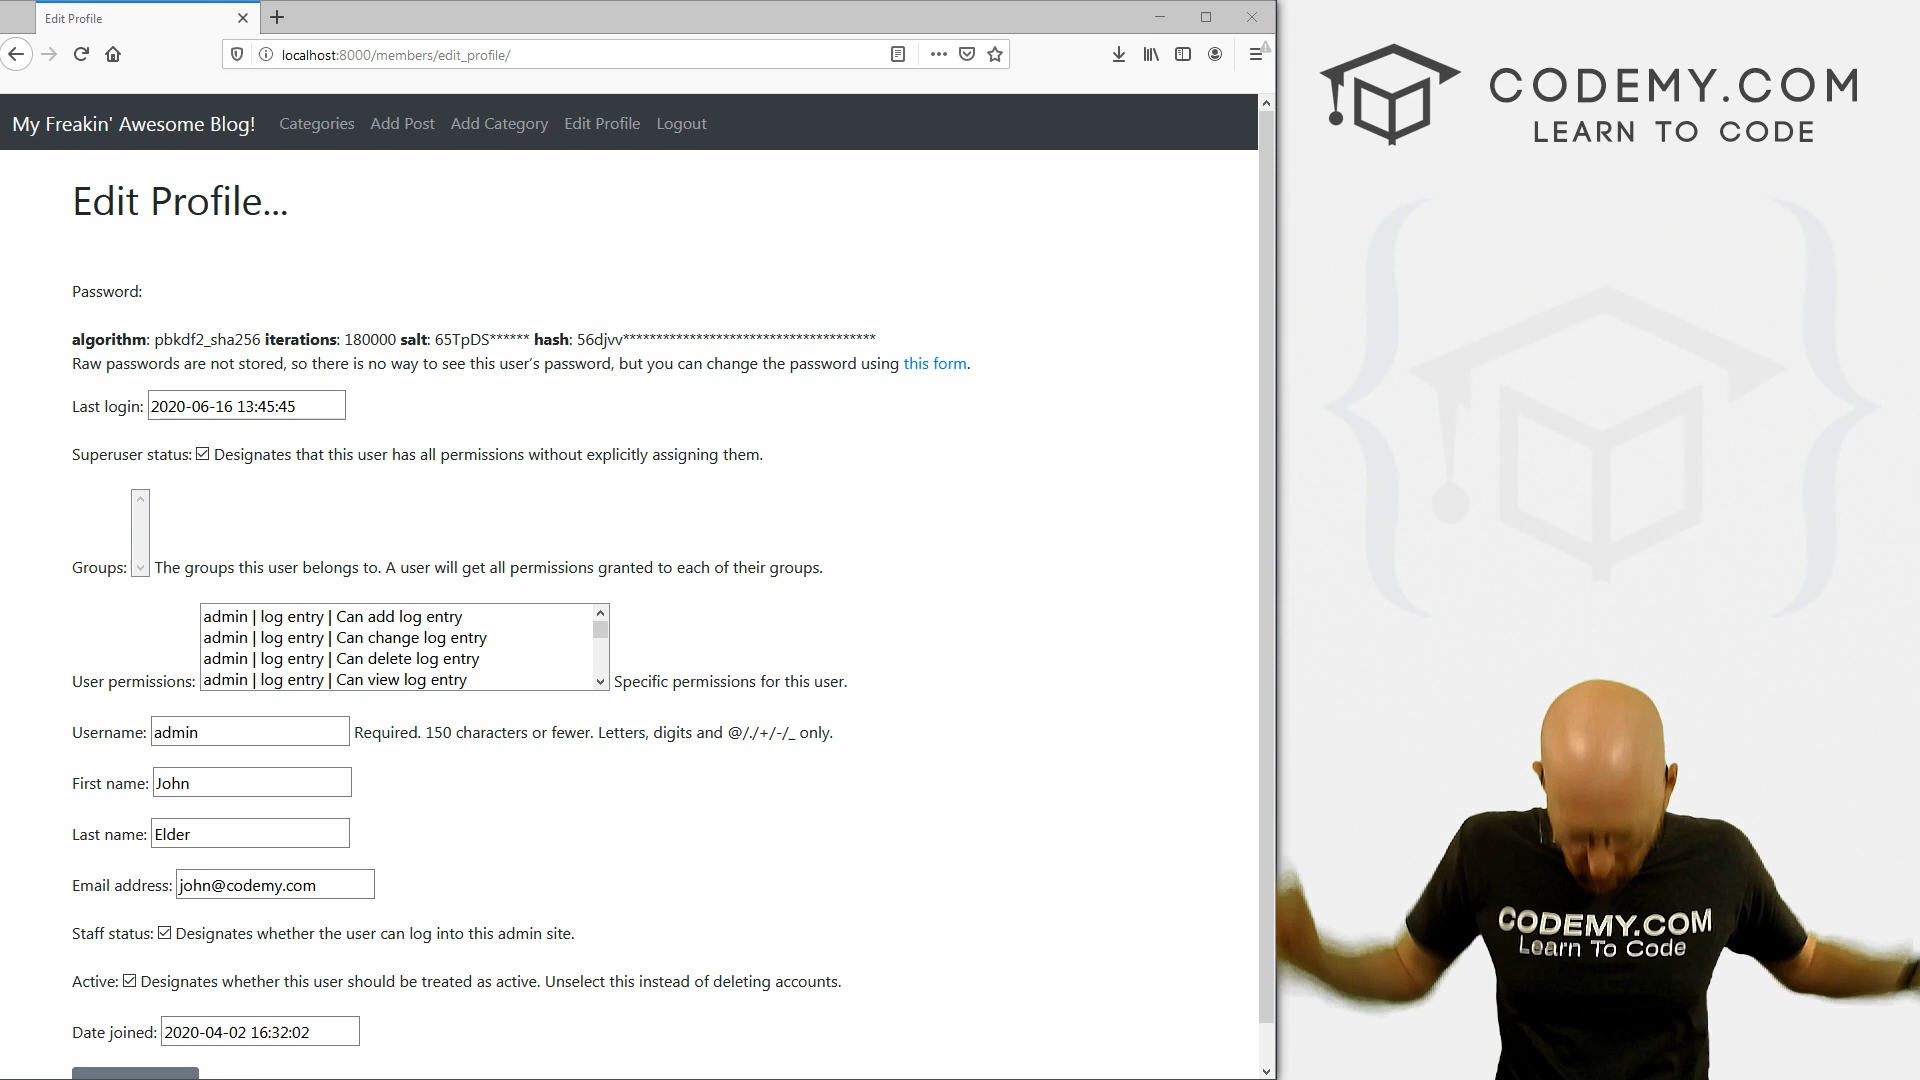 Edit Profile
localhost:8000/members/edit_profile/
My Freakin' Awesome Blog! Categories Add Post Add Category Edit Profile Logout
Edit Profile...
Password:
algorithm: pbkdf2_sha256 iterations: 180000 salt: 65TpDS****** hash: 56djvv**************************************
Raw passwords are not stored, so there is no way to see this user's password, but you can change the password using this form.
Last login: 2020-06-16 13:45:45
Superuser status: Designates that this user has all permissions without explicitly assigning them.
Groups: The groups this user belongs to. A user will get all permissions granted to each of their groups.
admin | log entry | Can add log entry
admin | log entry | Can change log entry
admin | log entry | Can delete log entry
admin | log entry | Can view log entry
User permissions: Specific permissions for this user.
Username: admin Required. 150 characters or fewer. Letters, digits and @/./+/-/_ only.
First name: John
Last name: Elder
Email address: john@codemy.com
Staff status: Designates whether the user can log into this admin site.
Active: Designates whether this user should be treated as active. Unselect this instead of deleting accounts.
Date joined: 2020-04-02 16:32:02
CODEMY.COM
LEARN TO CODE
CODEMY.COM
Learn To Code